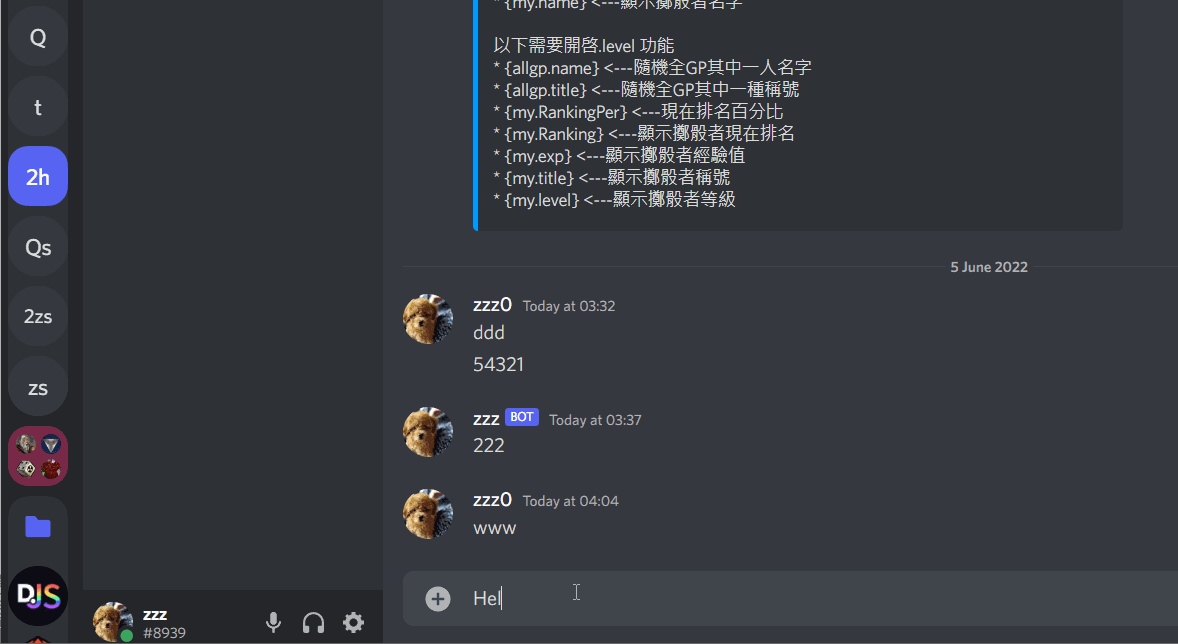 Q
t
2h
Qs
2zs
zs
DJS
* {my.name} <---顯示擲骰者名字
以下需要開啓.level 功能
* {allgp.name} <---隨機全GP其中一人名字
* {allgp.title} <---隨機全GP其中一種稱號
* {my.RankingPer} <---現在排名百分比
* {my.Ranking} <---顯示擲骰者現在排名
* {my.exp} <---顯示擲骰者經驗值
* {my.title} <---顯示擲骰者稱號
* {my.level} <---顯示擲骰者等級
5 June 2022
zzz0 Today at 03:32
ddd
54321
zzz BOT Today at 03:37
222
zzz0 Today at 04:04
www
Hel
zzz
#8939